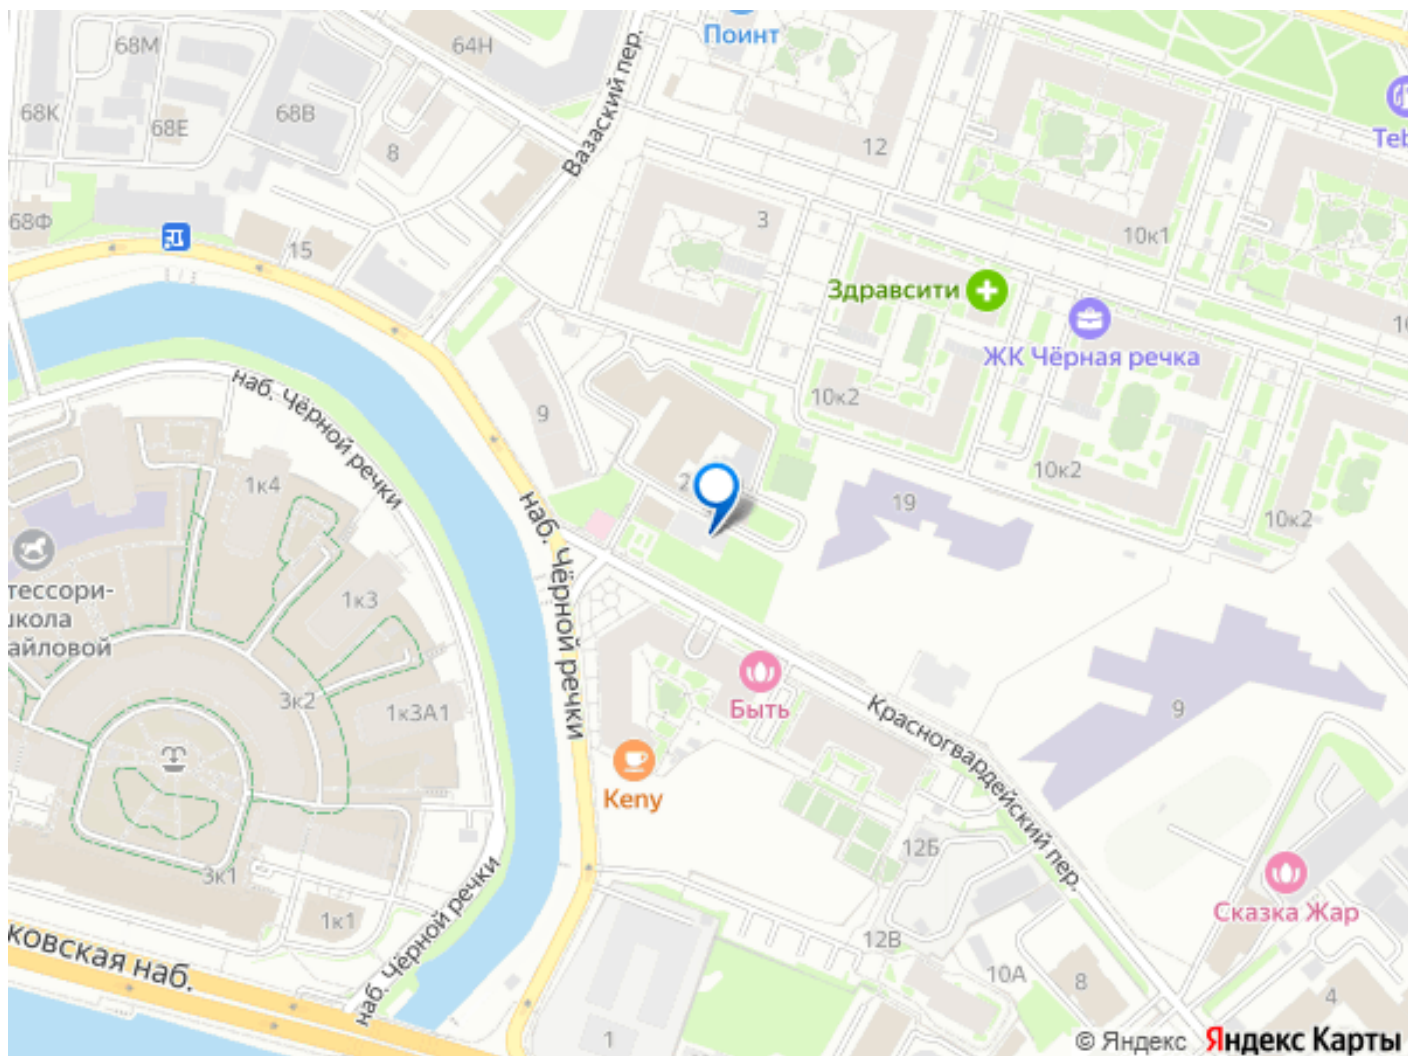 68М
64Н
Поинт
Вазаский пер.
68К
68Е
68В
8
12
68Ф
15
3
10к1
Здравсити
ЖК Чёрная речка
наб. Чёрной речки
9
10к2
10к2
10к2
1к4
наб. Чёрной речки
19
1к3
тессори-
школа
айловой
3к2
1к3А1
Быть
Красногвардейский пер.
9
Keny
3к1
12Б
1к1
наб. Чёрной речки
Сказка Жар
12В
10А
8
4
ковская наб.
1
© Яндекс Яндекс Карты